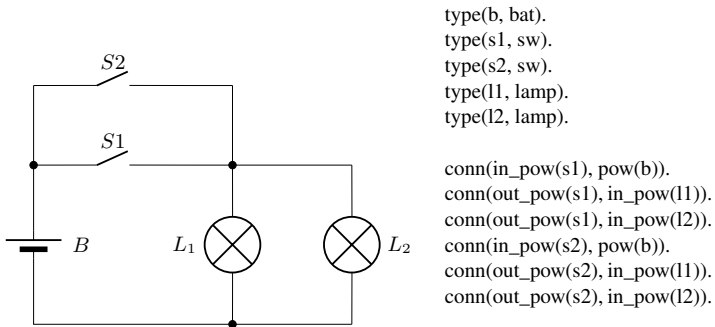 S2
S1
B
L1
L2
type(b, bat).
type(s1, sw).
type(s2, sw).
type(l1, lamp).
type(l2, lamp).
conn(in_pow(s1), pow(b)).
conn(out_pow(s1), in_pow(l1)).
conn(out_pow(s1), in_pow(l2)).
conn(in_pow(s2), pow(b)).
conn(out_pow(s2), in_pow(l1)).
conn(out_pow(s2), in_pow(l2)).